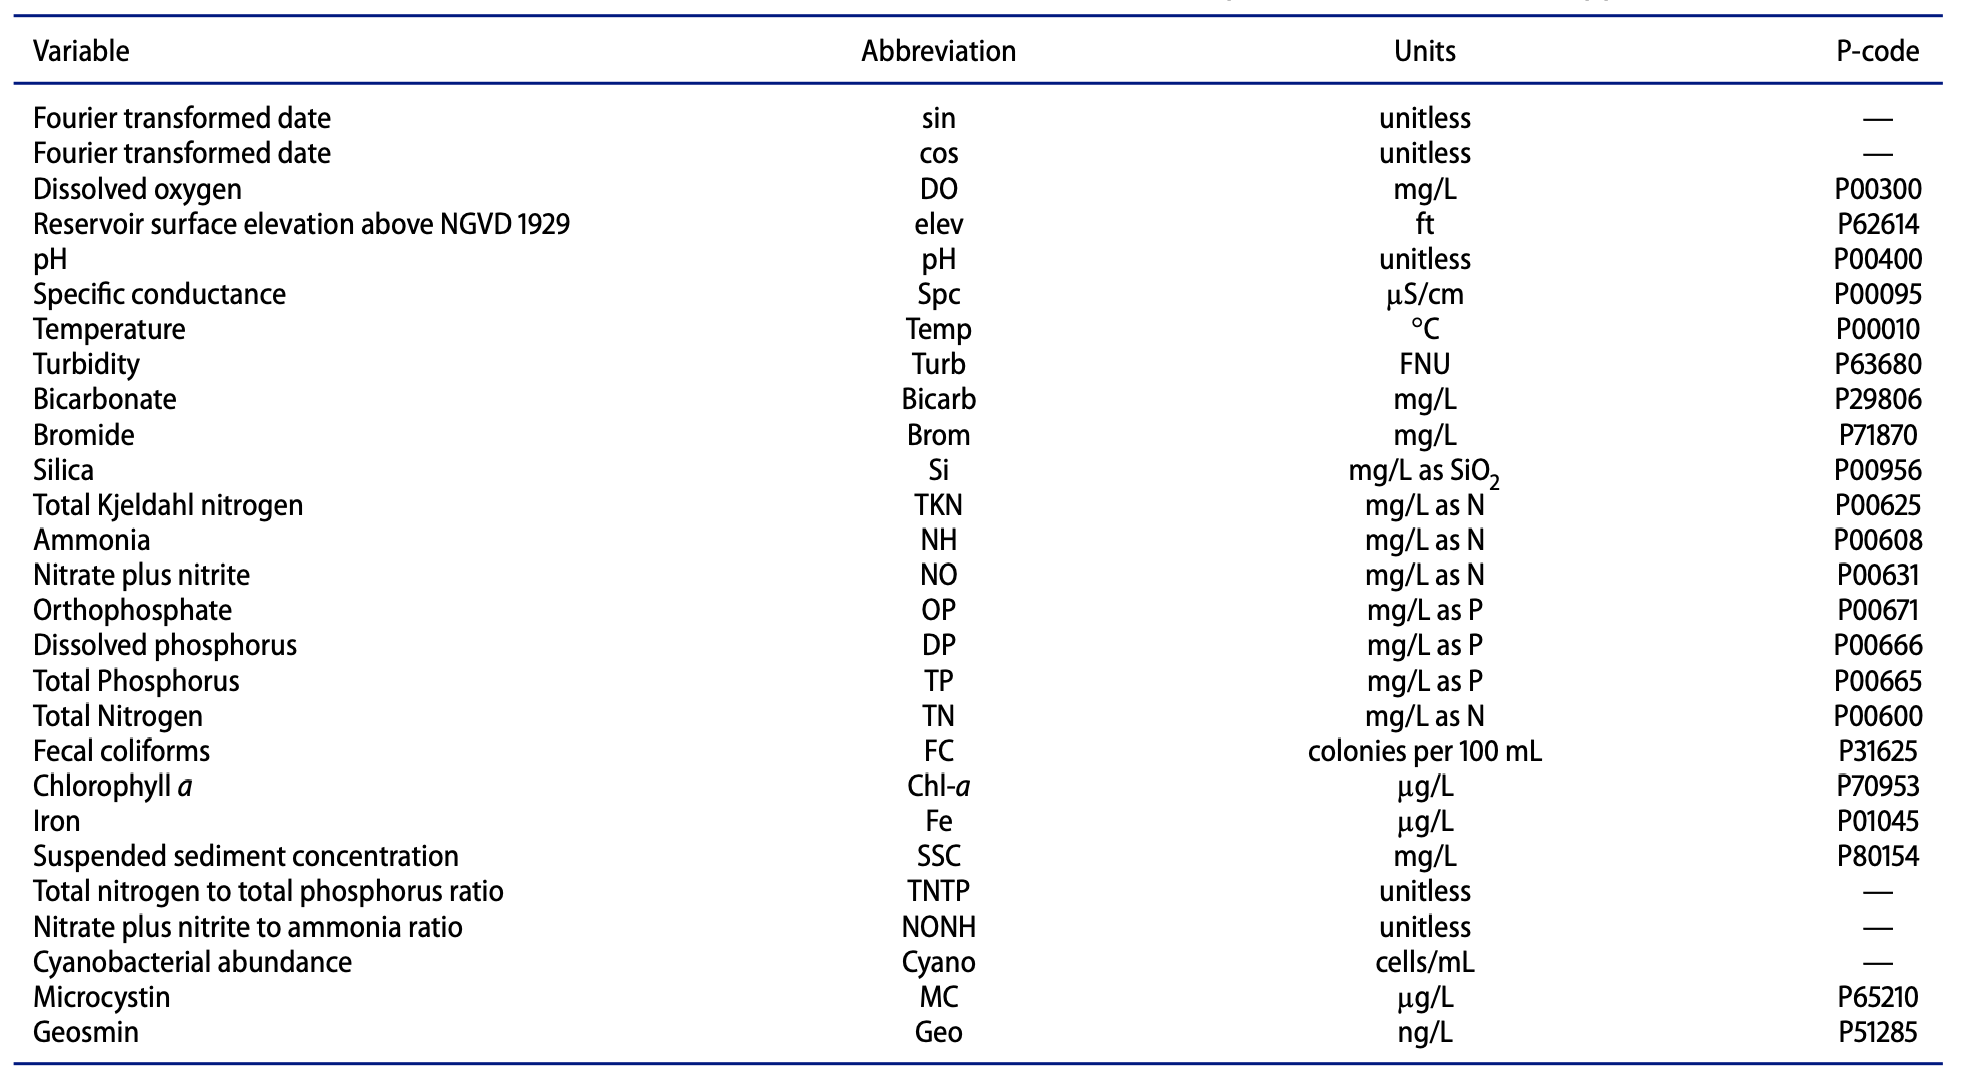 Variable Abbreviation Units P-code
Fourier transformed date sin unitless —
Fourier transformed date cos unitless —
Dissolved oxygen DO mg/L P00300
Reservoir surface elevation above NGVD 1929 elev ft P62614
pH pH unitless P00400
Specific conductance Spc µS/cm P00095
Temperature Temp °C P00010
Turbidity Turb FNU P63680
Bicarbonate Bicarb mg/L P29806
Bromide Brom mg/L P71870
Silica Si mg/L as SiO₂ P00956
Total Kjeldahl nitrogen TKN mg/L as N P00625
Ammonia NH mg/L as N P00608
Nitrate plus nitrite NO mg/L as N P00631
Orthophosphate OP mg/L as P P00671
Dissolved phosphorus DP mg/L as P P00666
Total Phosphorus TP mg/L as P P00665
Total Nitrogen TN mg/L as N P00600
Fecal coliforms FC colonies per 100 mL P31625
Chlorophyll a Chl-a µg/L P70953
Iron Fe µg/L P01045
Suspended sediment concentration SSC mg/L P80154
Total nitrogen to total phosphorus ratio TNTP unitless —
Nitrate plus nitrite to ammonia ratio NONH unitless —
Cyanobacterial abundance Cyano cells/mL —
Microcystin MC µg/L P65210
Geosmin Geo ng/L P51285